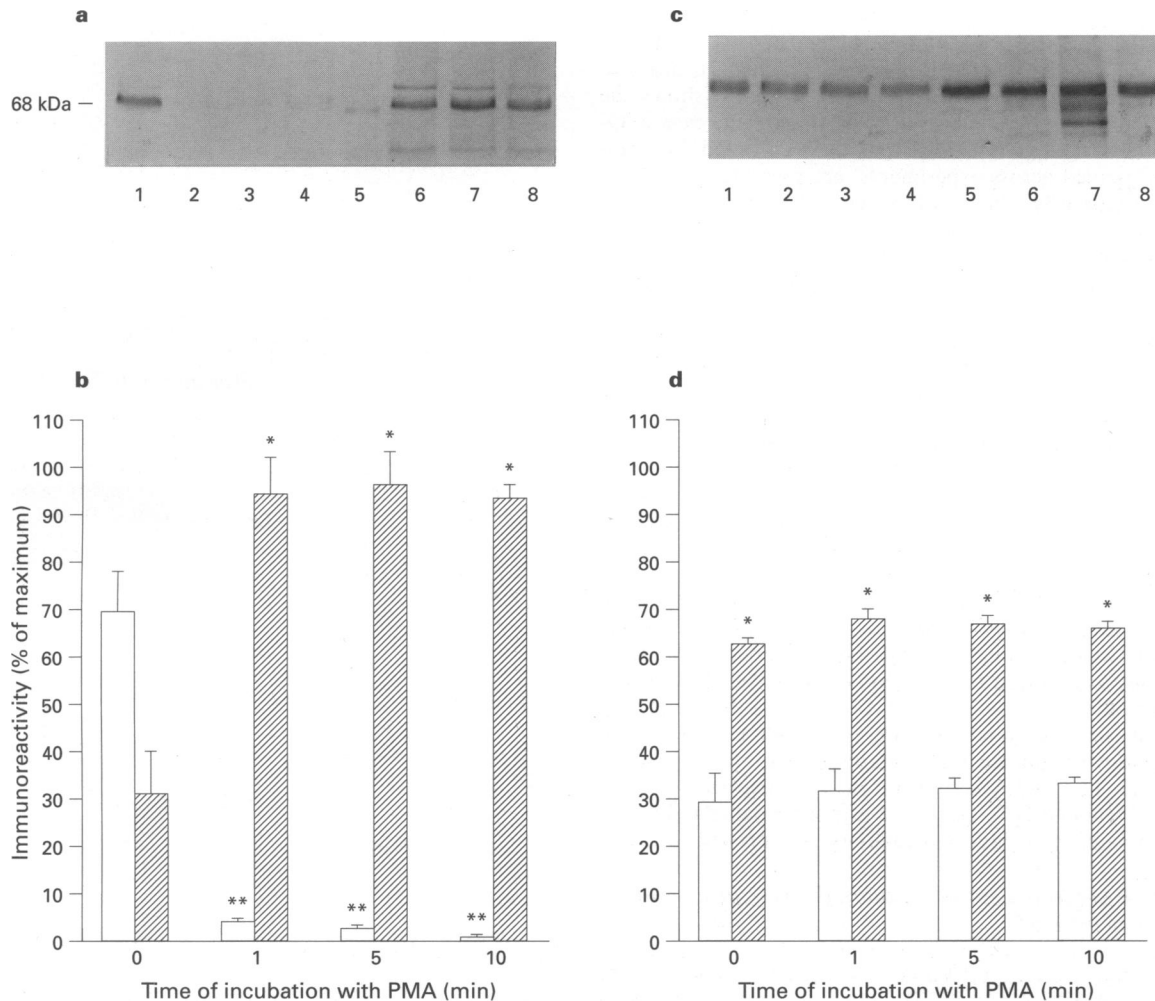 a
68 kDa —
1 2 3 4 5 6 7 8
c
1 2 3 4 5 6 7 8
b
Immunoreactivity (% of maximum)
110
100
90
80
70
60
50
40
30
20
10
0
*
*
*
**
**
**
0 1 5 10
Time of incubation with PMA (min)
d
110
100
90
80
70
60
50
40
30
20
10
0
*
*
*
*
0 1 5 10
Time of incubation with PMA (min)